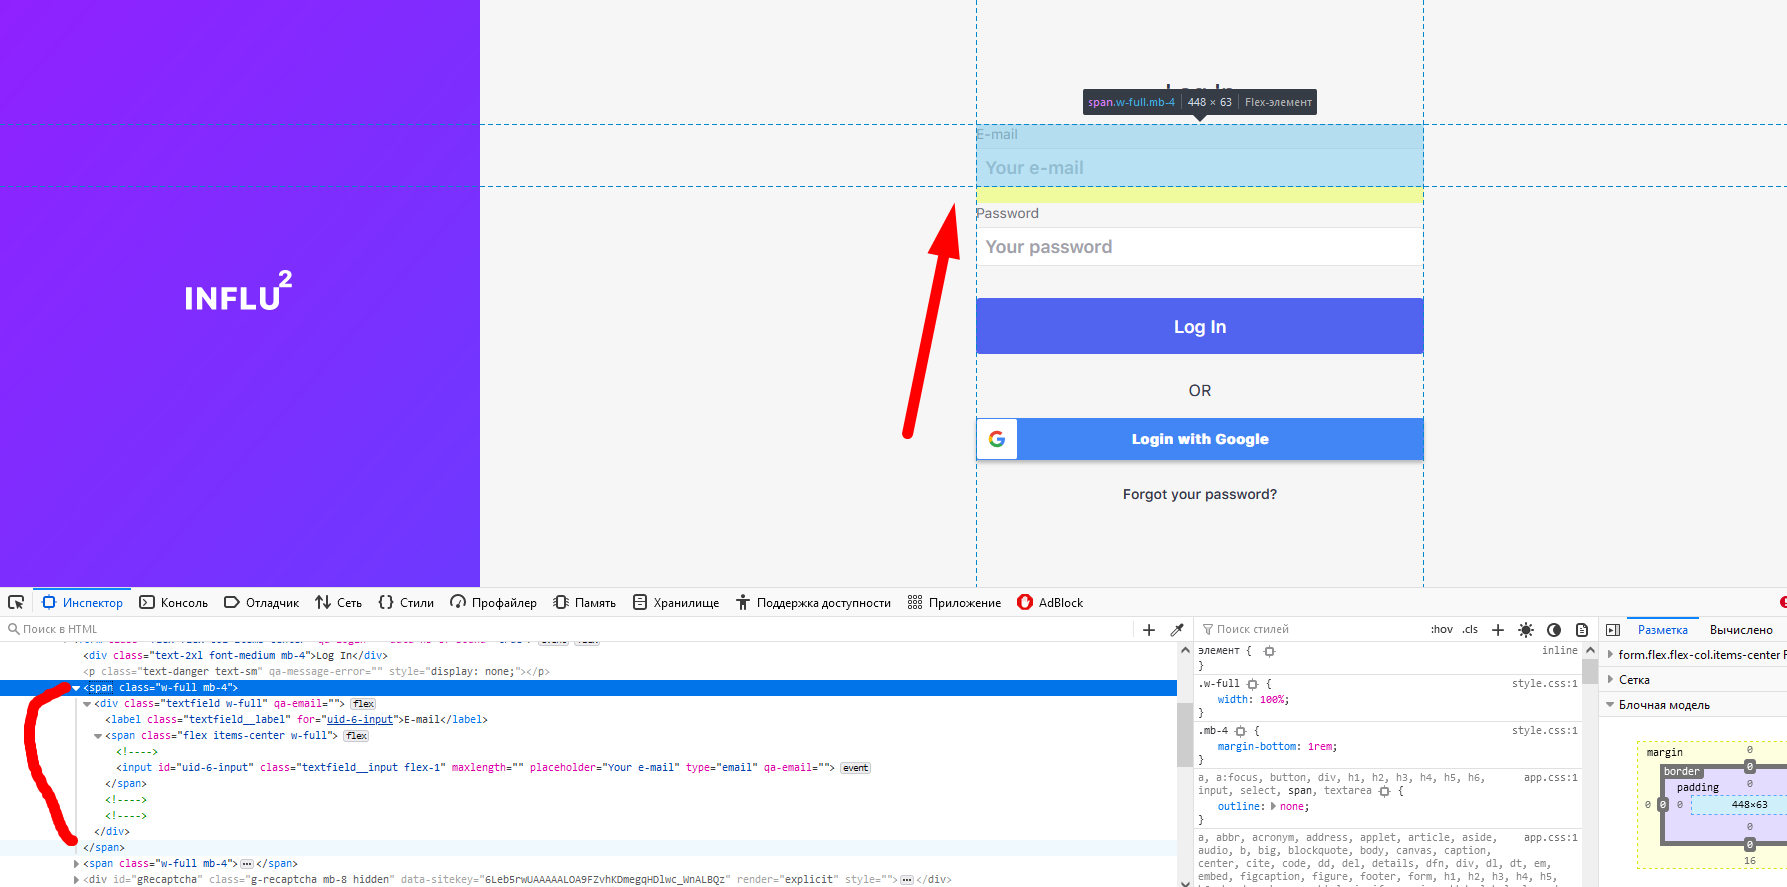 Log In
span.w-full.mb-4 448 × 63 Flex-элемент
E-mail
Your e-mail
Password
Your password
INFLU2
Log In
OR
G Login with Google
Forgot your password?
Инспектор Консоль Отладчик Сеть Стили Профайлер Память Хранилище Поддержка доступности Приложение AdBlock
Поиск в HTML
<div class="text-2xl font-medium mb-4">Log In</div>
<p class="text-danger text-sm" qa-message-error="" style="display: none;"></p>
<span class="w-full mb-4">
<div class="textfield w-full" qa-email=""> flex
<label class="textfield__label" for="uid-6-input">E-mail</label>
<span class="flex items-center w-full"> flex
<!---->
<input id="uid-6-input" class="textfield__input flex-1" maxlength="" placeholder="Your e-mail" type="email" qa-email=""> event
</span>
<!---->
<!---->
</div>
</span>
<span class="w-full mb-4"> ••• </span>
<div id="gRecaptcha" class="g-recaptcha mb-8 hidden" data-sitekey="6Leb5rwUAAAAALOA9FZvhKDmegqHDlwc_WnALBQz" render="explicit" style=""> ••• </div>
Поиск стилей :hov .cls +
элемент { inline
}
.w-full { style.css:1
width: 100%;
}
.mb-4 { style.css:1
margin-bottom: 1rem;
}
a, a:focus, button, div, h1, h2, h3, h4, h5, h6, app.css:1
input, select, span, textarea {
outline: none;
}
a, abbr, acronym, address, applet, article, aside, app.css:1
audio, b, big, blockquote, body, canvas, caption,
center, cite, code, dd, del, details, dfn, div, dl, dt, em,
embed, figcaption, figure, footer, form, h1, h2, h3, h4, h5,
Разметка Вычислено
form.flex.flex-col.items-center
Сетка
Блочная модель
margin 0
border 0
padding 0
0 0 0 448×63
0
0
16